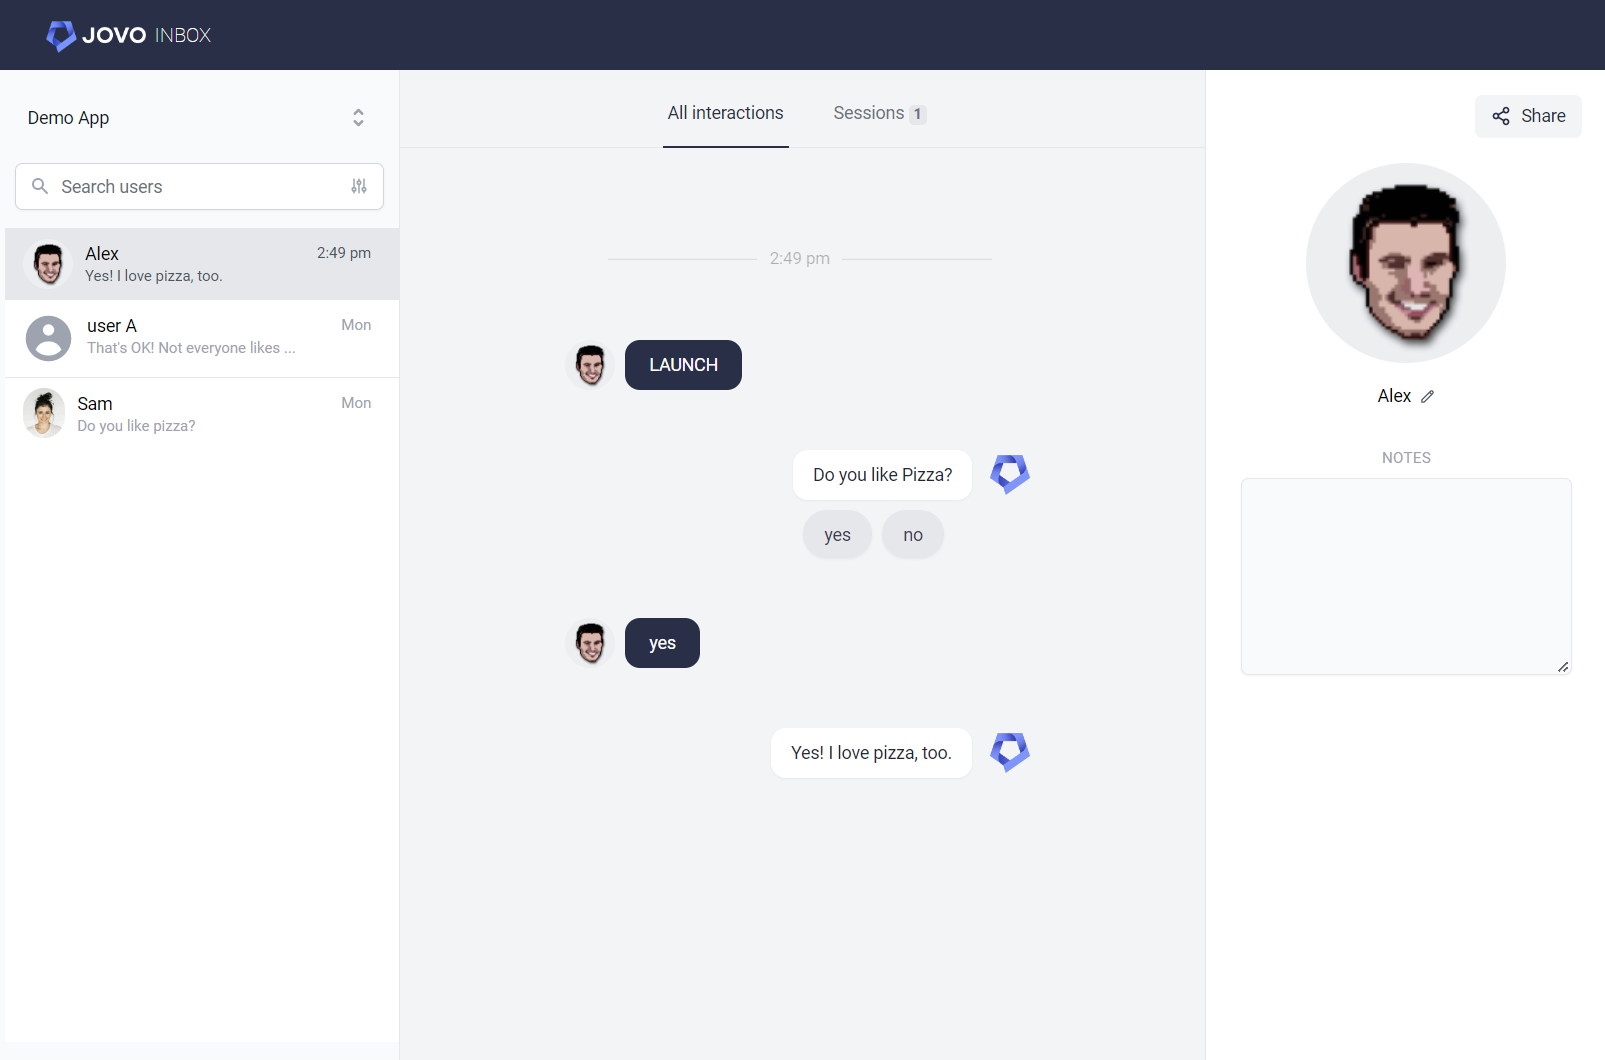 JOVO INBOX
Demo App
Search users
Alex 2:49 pm
Yes! I love pizza, too.
user A Mon
That's OK! Not everyone likes ...
Sam Mon
Do you like pizza?
All interactions Sessions 1
2:49 pm
LAUNCH
Do you like Pizza?
yes no
yes
Yes! I love pizza, too.
Share
Alex
NOTES